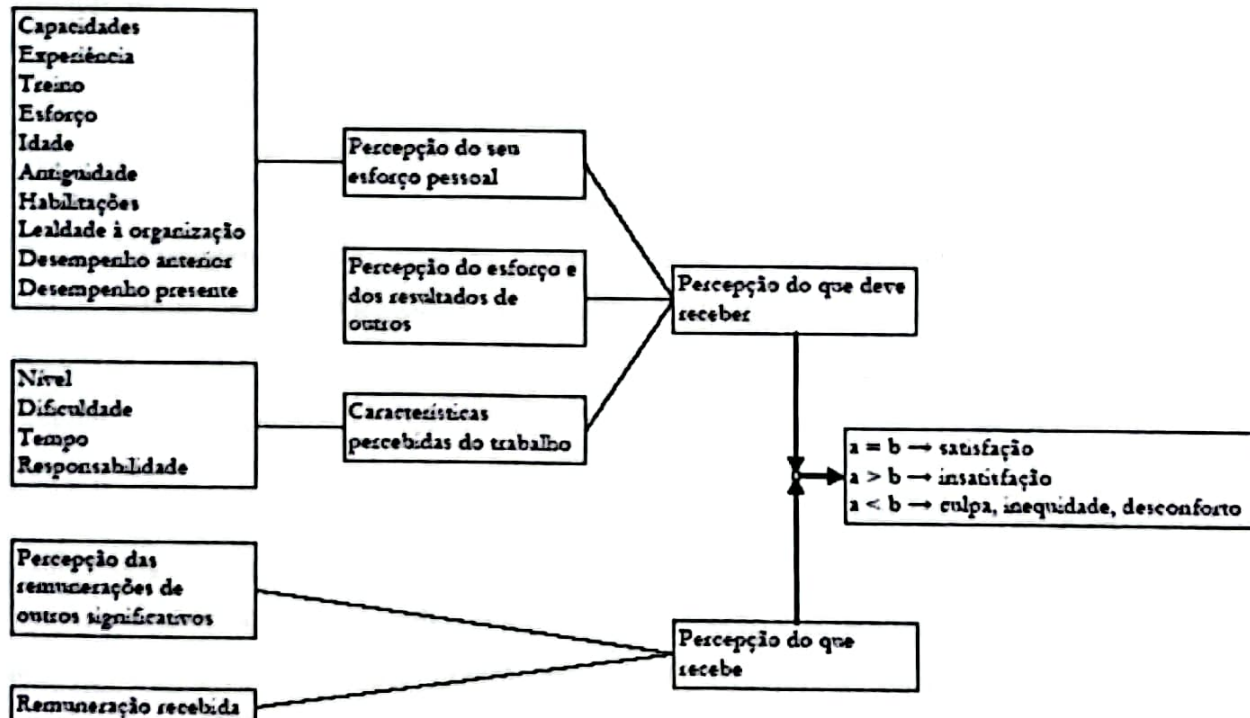 Capacidades
Experiência
Treino
Esforço
Idade
Antiguidade
Habilitações
Lealdade à organização
Desempenho anterior
Desempenho presente
Percepção do seu
esforço pessoal
Percepção do esforço e
dos resultados de
outros
Nível
Dificuldade
Tempo
Responsabilidade
Características
percebidas do trabalho
Percepção do que deve
receber
a = b → satisfação
a > b → insatisfação
a < b → culpa, inequidade, desconforto
Percepção das
remunerações de
outros significativos
Remuneração recebida
Percepção do que
recebe